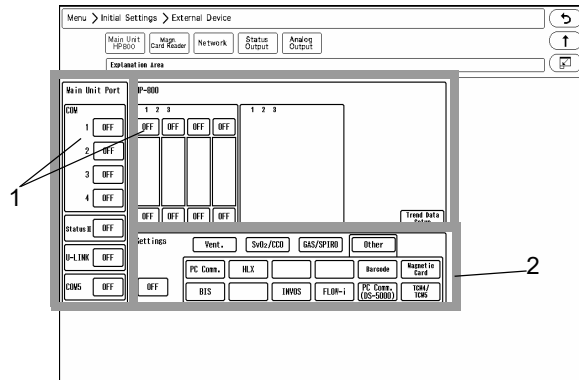 Menu > Initial Settings > External Device
Main Unit HP800
Magn. Card Reader
Network
Status Output
Analog Output
Explanation Area
Main Unit Port
HP-800
COM
1 2 3
1 2 3
1 OFF
OFF OFF OFF OFF
2 OFF
3 OFF
4 OFF
OFF OFF OFF OFF
Trend Data Setup
Status II OFF
Settings
Vent.
SvO₂/CCO
GAS/SPIRO
Other
U-LINK OFF
PC Comm.
HLX
Barcode
Magnetic Card
COM5 OFF
OFF
BIS
INVOS
FLOW-i
PC Comm. (DS-5000)
TCM4/ TCM5
1
2